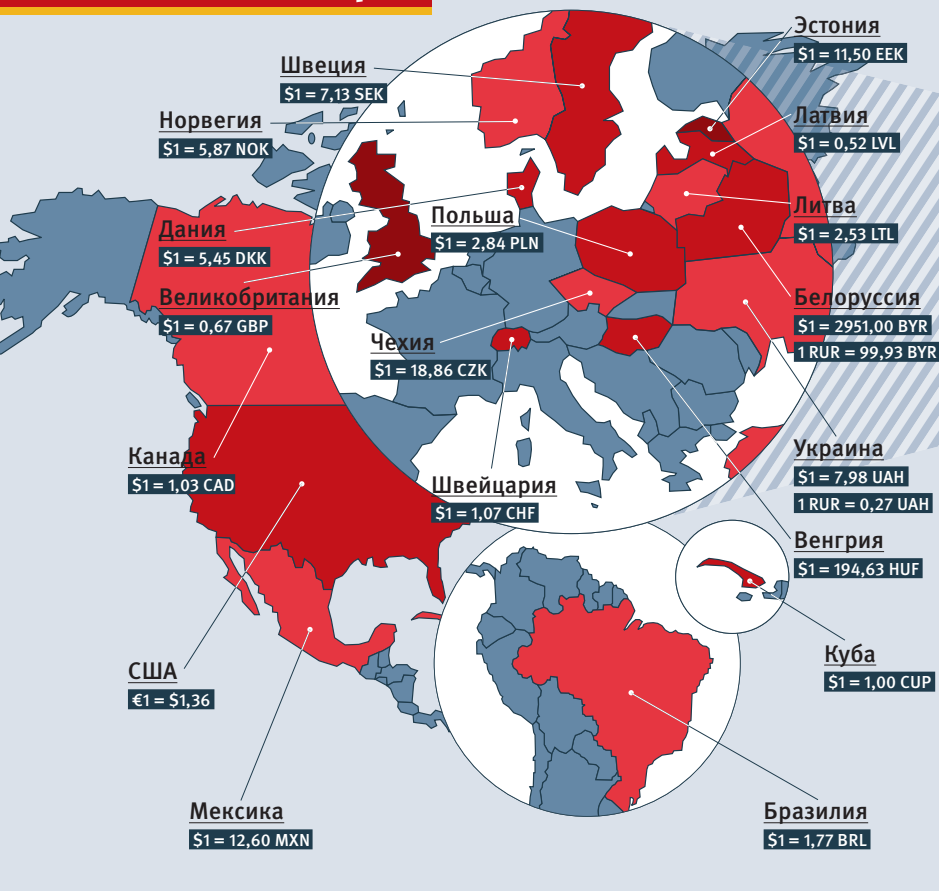 Эстония
$1 = 11,50 EEK
Швеция
$1 = 7,13 SEK
Норвегия
$1 = 5,87 NOK
Латвия
$1 = 0,52 LVL
Дания
$1 = 5,45 DKK
Польша
$1 = 2,84 PLN
Литва
$1 = 2,53 LTL
Великобритания
$1 = 0,67 GBP
Белоруссия
$1 = 2951,00 BYR
1 RUR = 99,93 BYR
Чехия
$1 = 18,86 CZK
Канада
$1 = 1,03 CAD
Швейцария
$1 = 1,07 CHF
Украина
$1 = 7,98 UAH
1 RUR = 0,27 UAH
Венгрия
$1 = 194,63 HUF
Куба
$1 = 1,00 CUP
США
€1 = $1,36
Мексика
$1 = 12,60 MXN
Бразилия
$1 = 1,77 BRL